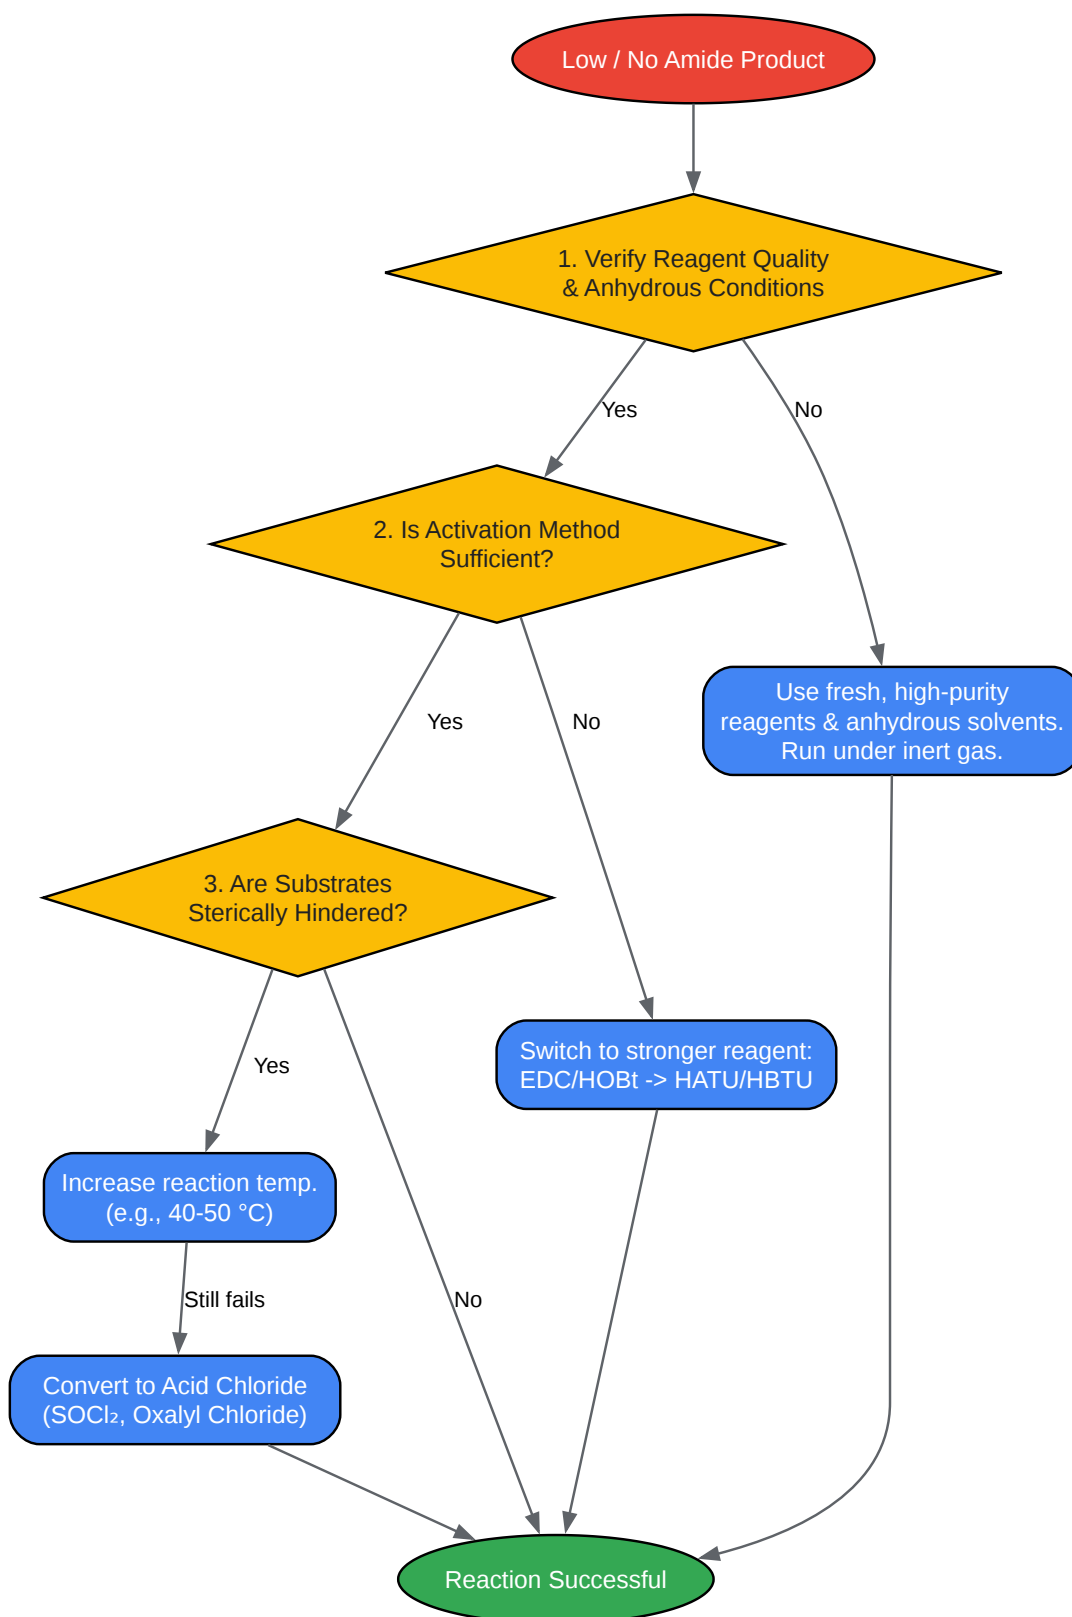 Low / No Amide Product
1. Verify Reagent Quality
& Anhydrous Conditions
Yes
No
2. Is Activation Method
Sufficient?
Use fresh, high-purity
reagents & anhydrous solvents.
Run under inert gas.
Yes
No
3. Are Substrates
Sterically Hindered?
Switch to stronger reagent:
EDC/HOBt -> HATU/HBTU
Yes
Increase reaction temp.
(e.g., 40-50 °C)
Still fails
No
Convert to Acid Chloride
(SOCl₂, Oxalyl Chloride)
Reaction Successful